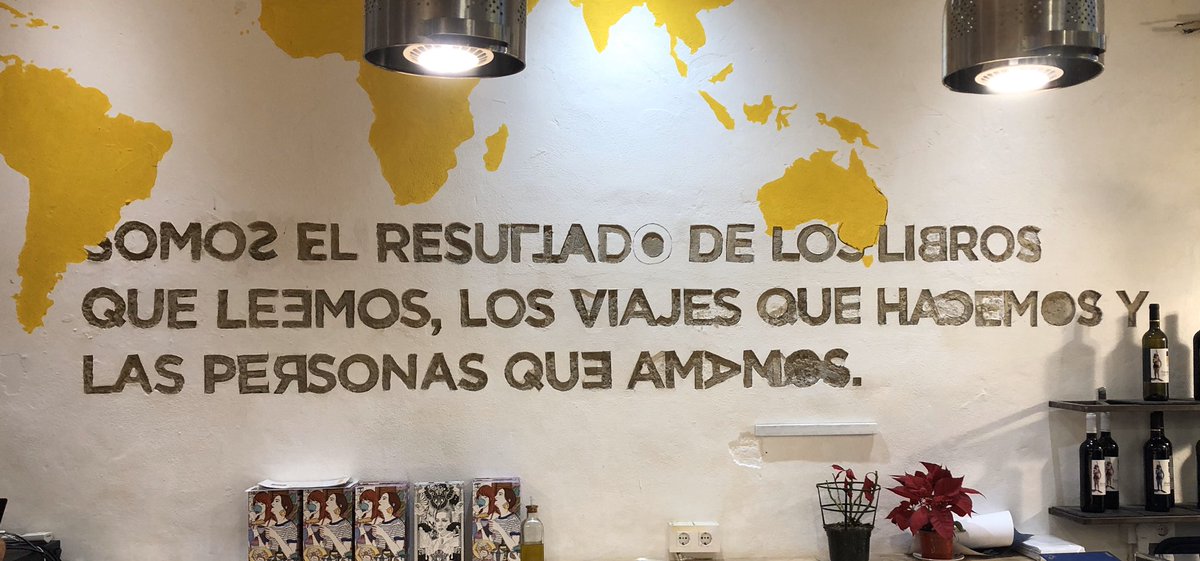 SOMOS EL RESULTADO DE LOS LIBROS
QUE LEEMOS, LOS VIAJES QUE HACEMOS Y
LAS PERSONAS QUE AMAMOS.